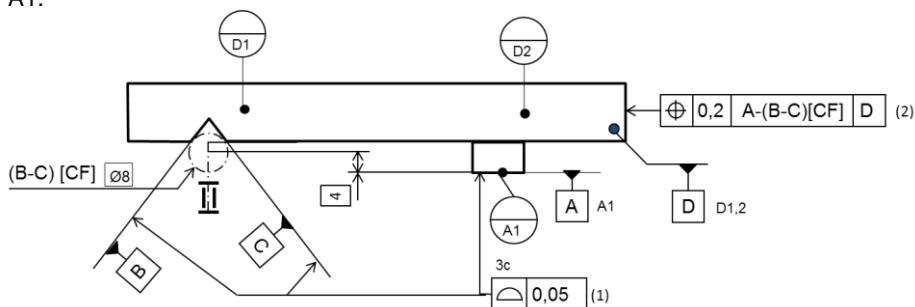 A1.
D1
D2
⌖ 0,2 A-(B-C)[CF] D (2)
(B-C) [CF] Ø8
4
A A1
D D1,2
A1
B
C
3c
⌓ 0,05 (1)